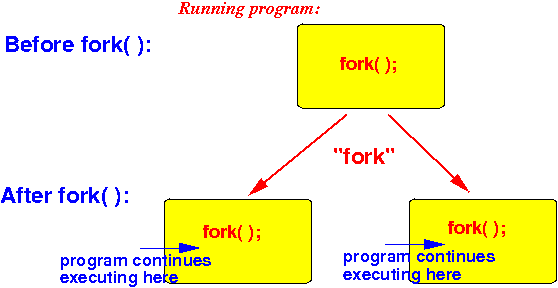 Running program:
Before fork( ):
fork( );
"fork"
After fork( ):
fork( );
program continues
executing here
fork( );
program continues
executing here